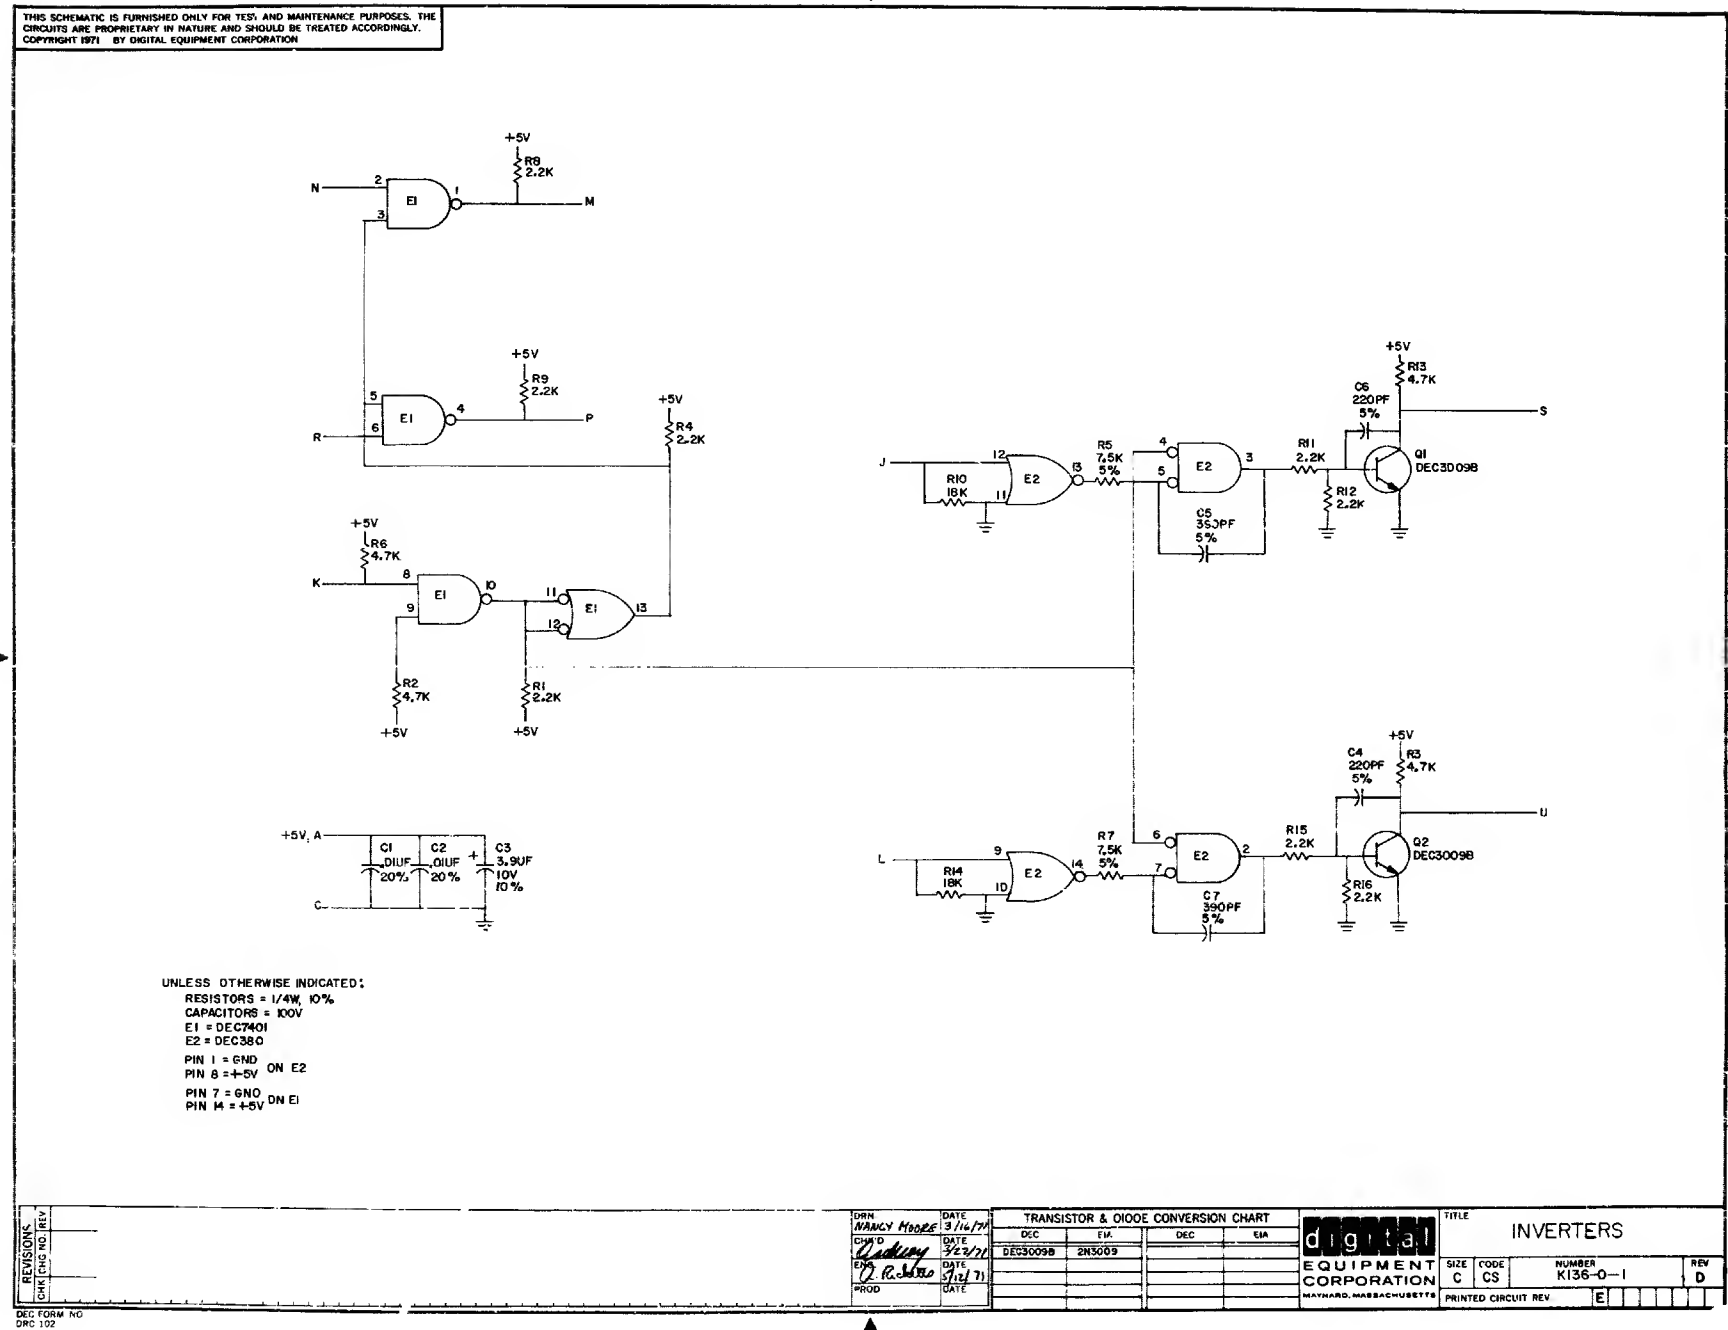 THIS SCHEMATIC IS FURNISHED ONLY FOR TEST AND MAINTENANCE PURPOSES. THE
CIRCUITS ARE PROPRIETARY IN NATURE AND SHOULD BE TREATED ACCORDINGLY.
COPYRIGHT 1971 BY DIGITAL EQUIPMENT CORPORATION
+5V
R8
2.2K
N
2
3
E1
1
M
+5V
R9
2.2K
5
6
E1
4
P
R
+5V
R4
2.2K
+5V
R6
4.7K
K
8
9
E1
10
11
12
E1
13
R2
4.7K
+5V
R1
2.2K
+5V
J
R10
18K
12
11
E2
13
R5
7.5K
5%
4
5
E2
3
C5
5%
R11
2.2K
R12
2.2K
C6
220PF
5%
+5V
R13
4.7K
S
Q1
DEC3009B
L
R14
18K
9
10
E2
14
R7
7.5K
5%
6
7
E2
2
C7
390PF
5%
R15
2.2K
R16
2.2K
C4
220PF
5%
+5V
R3
4.7K
U
Q2
DEC3009B
+5V, A
C1
.01UF
20%
C2
.01UF
20%
+
C3
3.9UF
10V
10%
C
UNLESS OTHERWISE INDICATED:
RESISTORS = 1/4W, 10%
CAPACITORS = 100V
E1 = DEC7401
E2 = DEC380
PIN 1 = GND
PIN 8 = +5V ON E2
PIN 7 = GND
PIN 14 = +5V ON E1
REVISIONS
CHK CHG NO. REV
DEC FORM NO
DRC 102
DRN DATE
NANCY MOORE 3/16/71
CHK'D DATE
3/22/71
ENG DATE
5/12/71
PROD DATE
TRANSISTOR & DIODE CONVERSION CHART
DEC EIA DEC EIA
DEC3009B 2N3009
digital
EQUIPMENT
CORPORATION
MAYNARD, MASSACHUSETTS
TITLE
INVERTERS
SIZE CODE NUMBER REV
C CS K136-0-1 D
PRINTED CIRCUIT REV. E